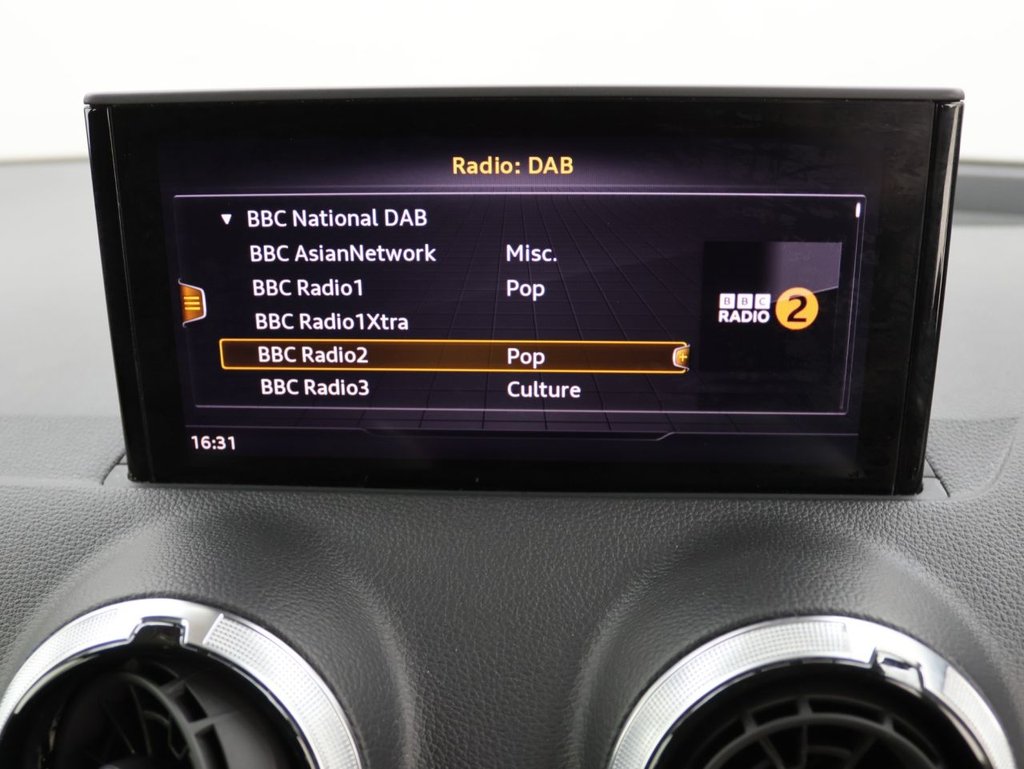 Radio: DAB
▼ BBC National DAB
BBC AsianNetwork Misc.
BBC Radio1 Pop
BBC Radio1Xtra
BBC Radio2 Pop
BBC Radio3 Culture
BBC
RADIO 2
16:31